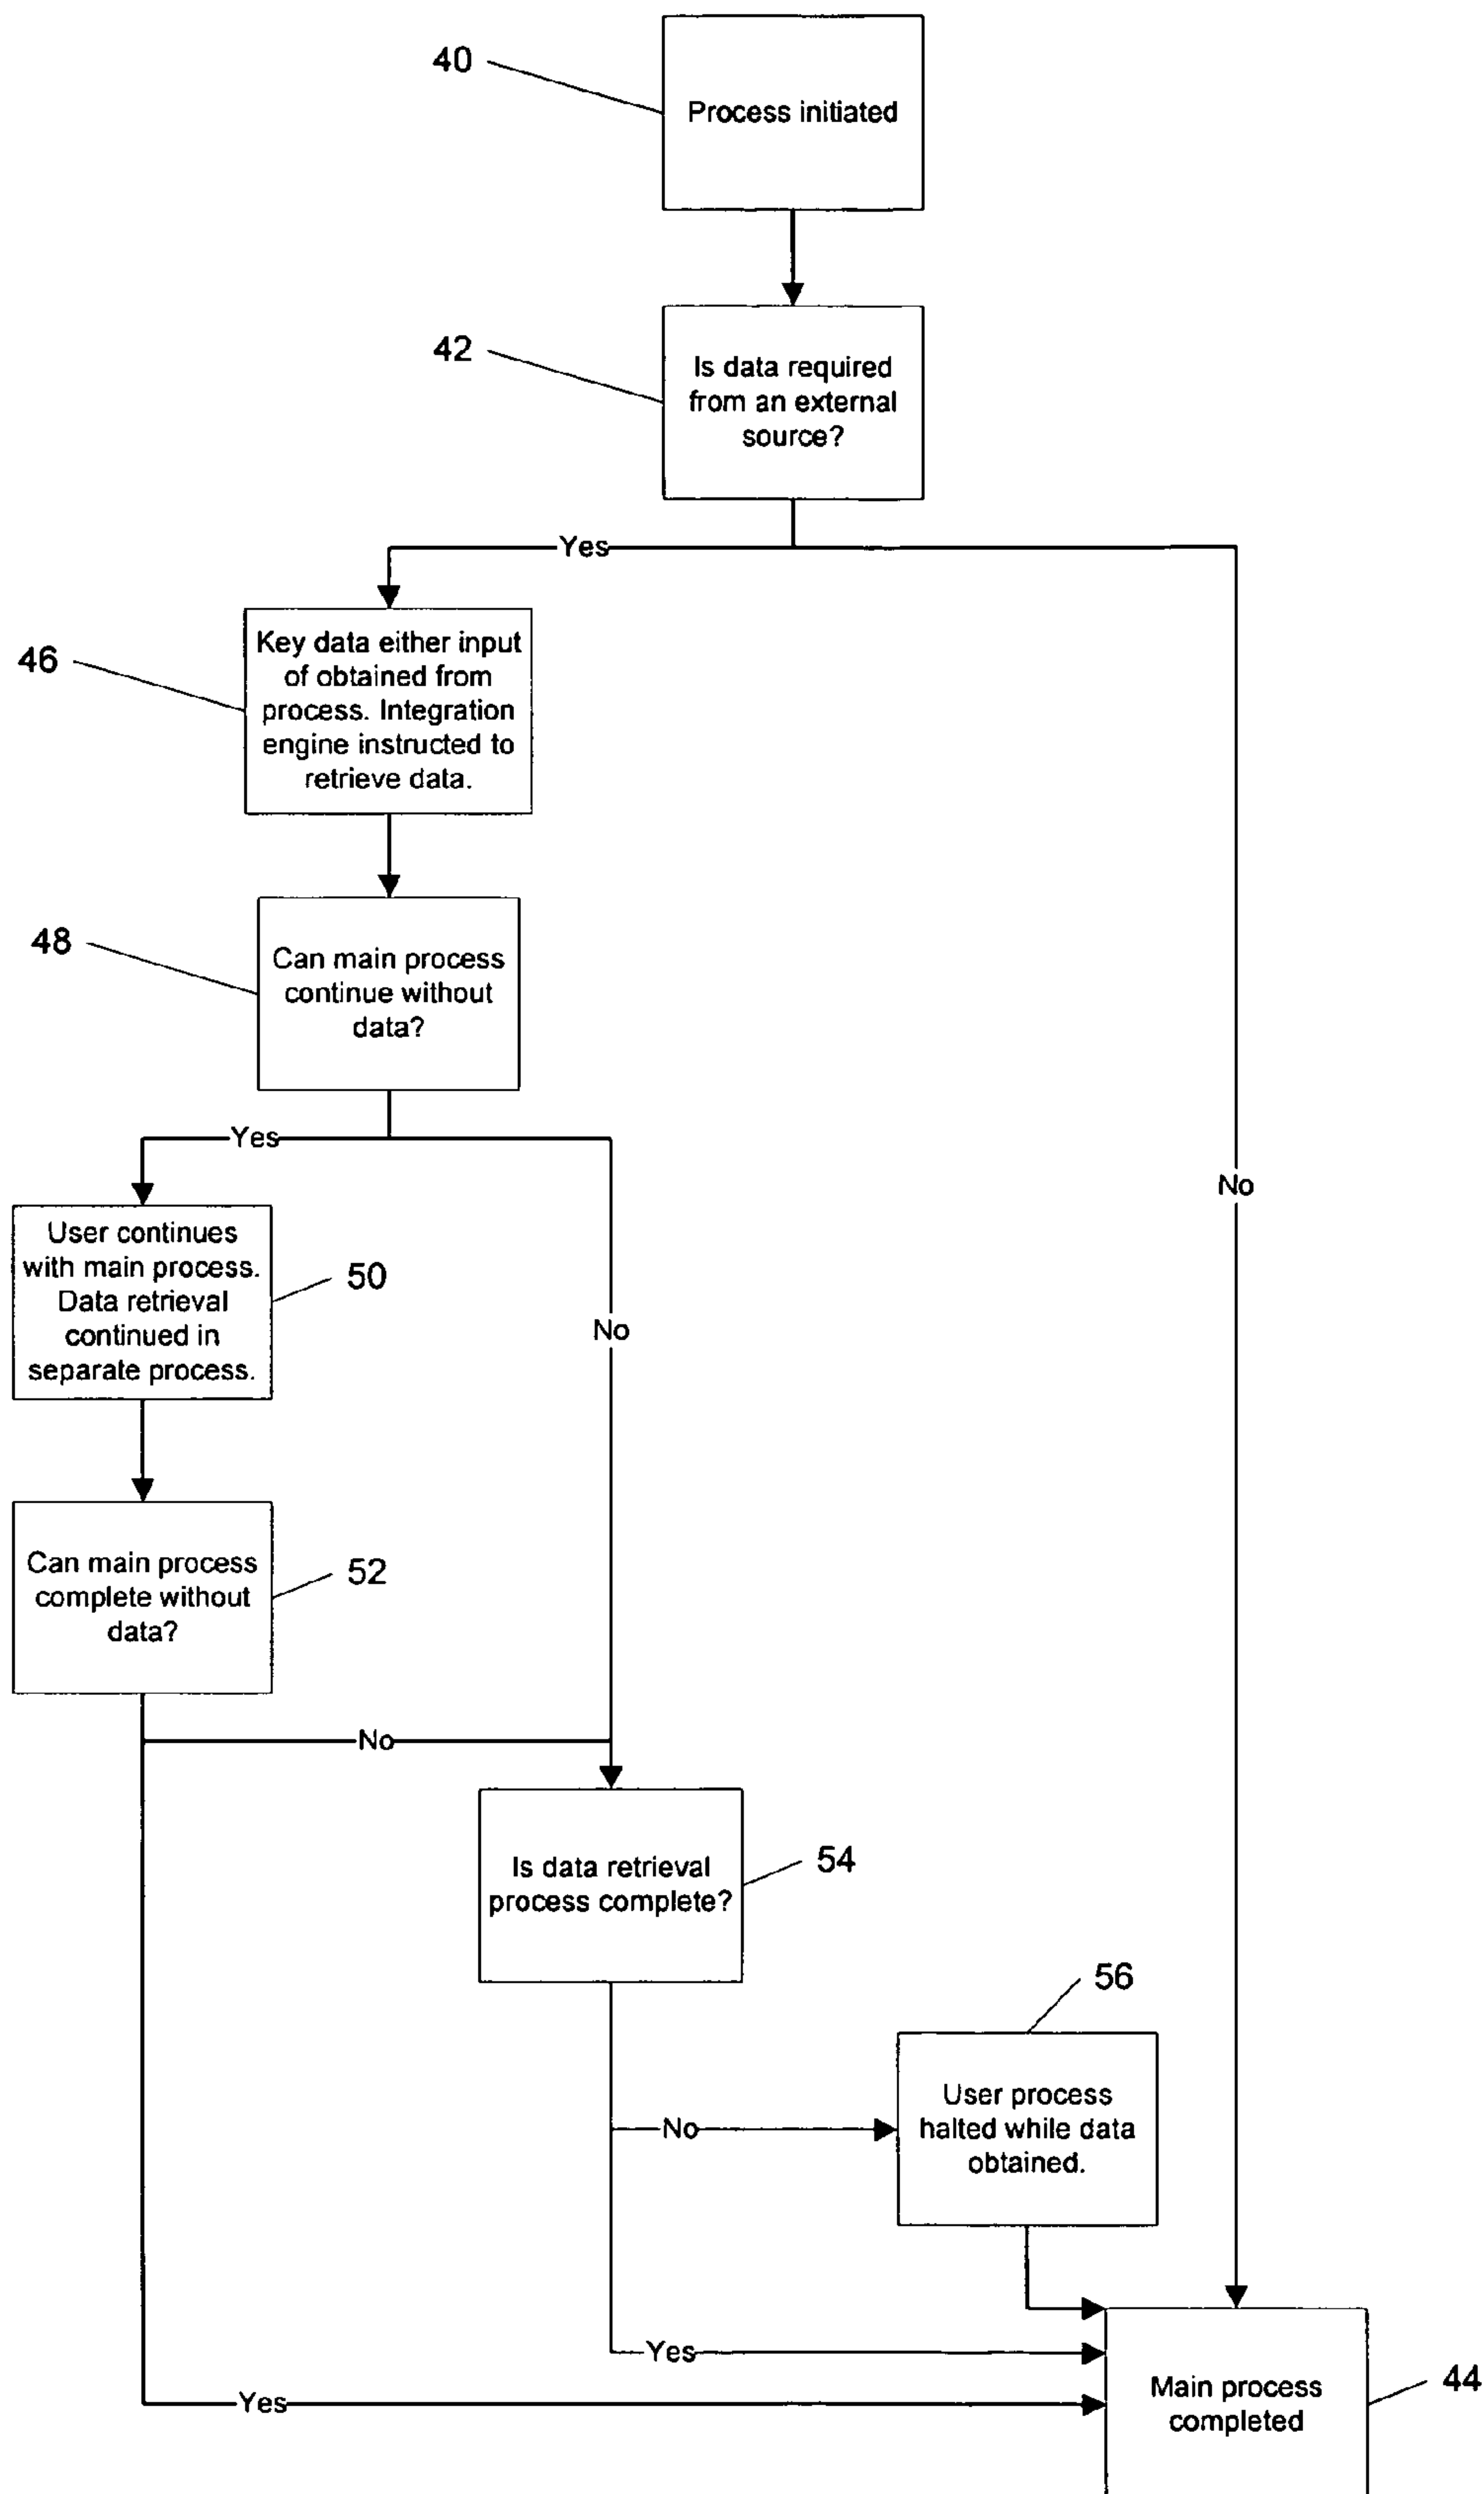 40
Process initiated
42
Is data required
from an external
source?
Yes
46
Key data either input
of obtained from
process. Integration
engine instructed to
retrieve data.
48
Can main process
continue without
data?
Yes
No
User continues
with main process.
Data retrieval
continued in
separate process.
50
No
Can main process
complete without
data?
52
No
Is data retrieval
process complete?
54
56
User process
halted while data
obtained.
No
Yes
Yes
Main process
completed
44